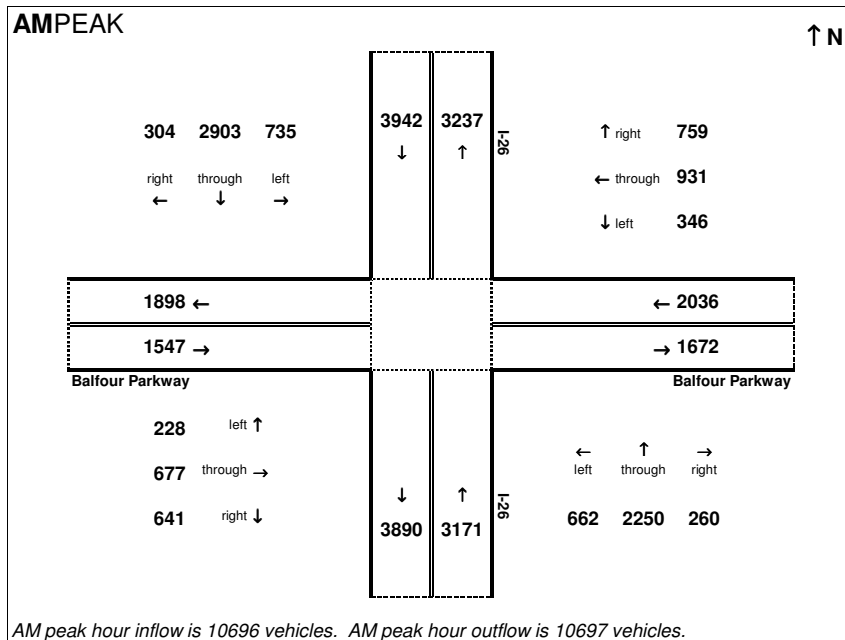 AMPEAK
↑ N
304 2903 735
right through left
← ↓ →
3942 3237
↓ ↑
I-26
↑ right 759
← through 931
↓ left 346
1898 ←
1547 →
← 2036
→ 1672
Balfour Parkway
Balfour Parkway
228 left ↑
677 through →
641 right ↓
↓ ↑
3890 3171
I-26
← ↑ →
left through right
662 2250 260
AM peak hour inflow is 10696 vehicles. AM peak hour outflow is 10697 vehicles.